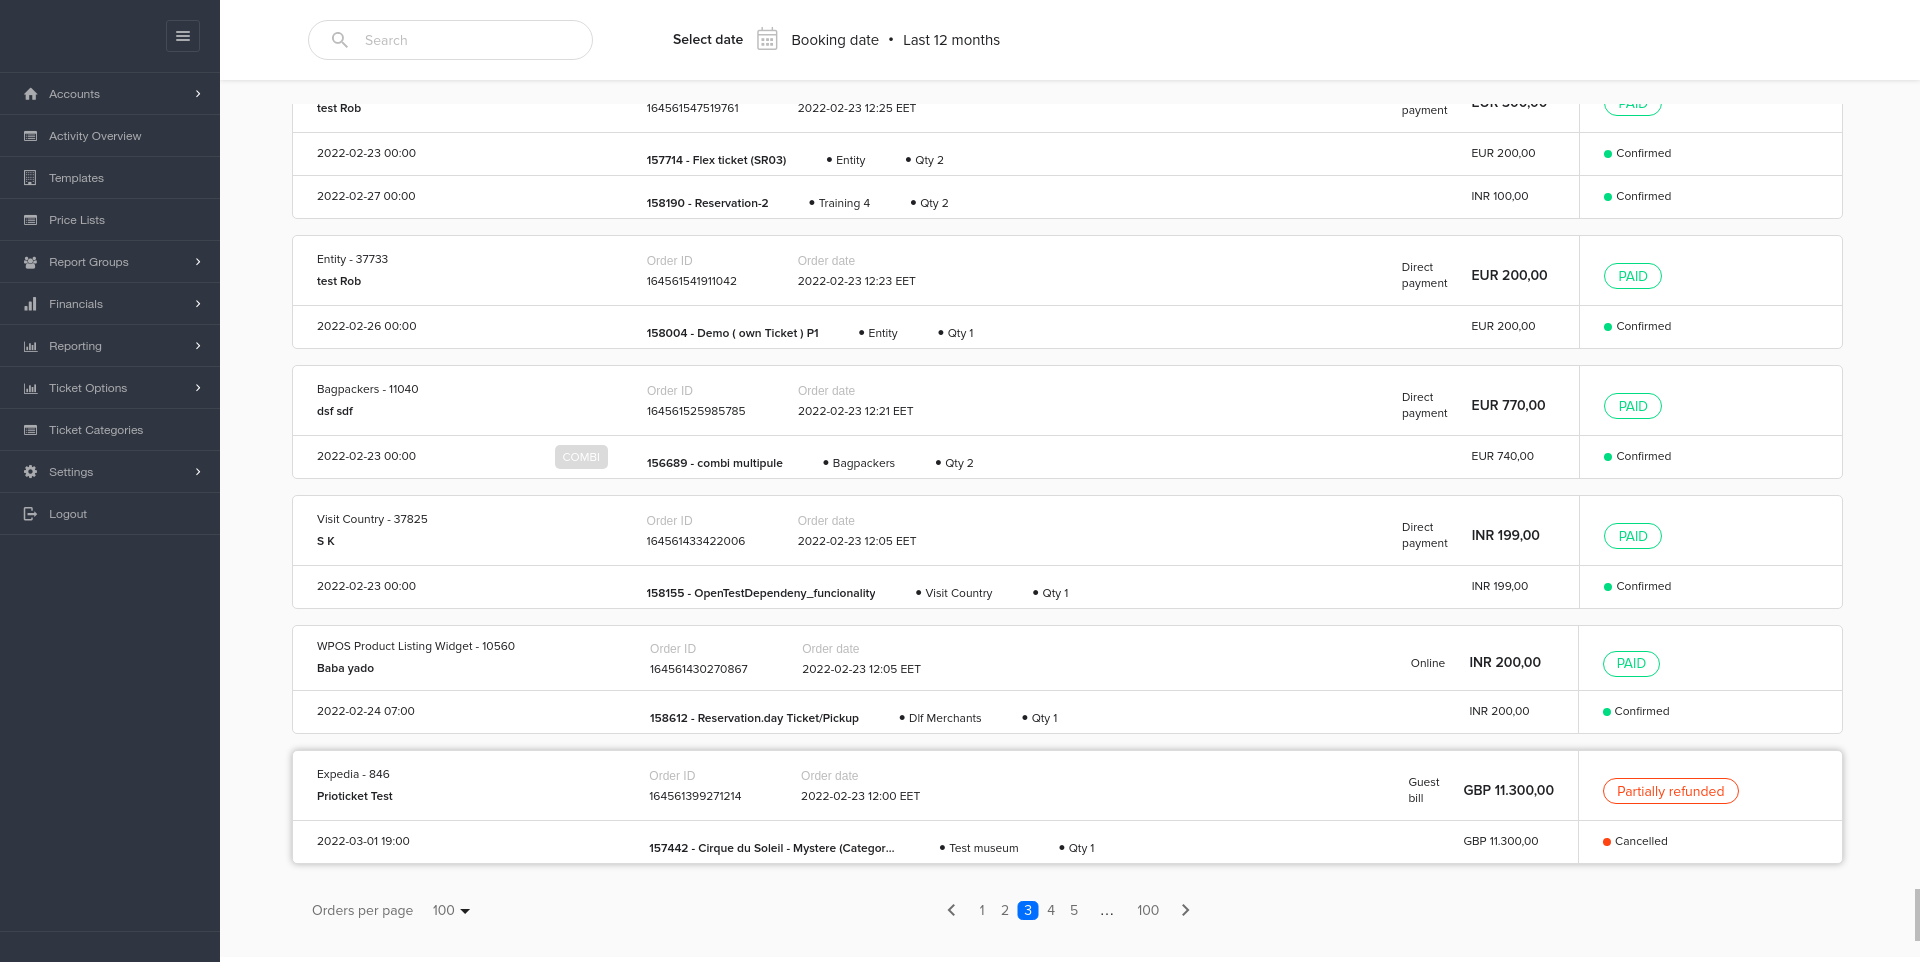 Search
Select date Booking date • Last 12 months
Accounts
Activity Overview
Templates
Price Lists
Report Groups
Financials
Reporting
Ticket Options
Ticket Categories
Settings
Logout
test Rob 164561547519761 2022-02-23 12:25 EET payment EUR 300,00 PAID
2022-02-23 00:00 157714 - Flex ticket (SR03) • Entity • Qty 2 EUR 200,00 Confirmed
2022-02-27 00:00 158190 - Reservation-2 • Training 4 • Qty 2 INR 100,00 Confirmed
Entity - 37733 Order ID Order date Direct
test Rob 164561541911042 2022-02-23 12:23 EET payment EUR 200,00 PAID
2022-02-26 00:00 158004 - Demo ( own Ticket ) P1 • Entity • Qty 1 EUR 200,00 Confirmed
Bagpackers - 11040 Order ID Order date Direct
dsf sdf 164561525985785 2022-02-23 12:21 EET payment EUR 770,00 PAID
2022-02-23 00:00 COMBI 156689 - combi multipule • Bagpackers • Qty 2 EUR 740,00 Confirmed
Visit Country - 37825 Order ID Order date Direct
S K 164561433422006 2022-02-23 12:05 EET payment INR 199,00 PAID
2022-02-23 00:00 158155 - OpenTestDependeny_funcionality • Visit Country • Qty 1 INR 199,00 Confirmed
WPOS Product Listing Widget - 10560 Order ID Order date
Baba yado 164561430270867 2022-02-23 12:05 EET Online INR 200,00 PAID
2022-02-24 07:00 158612 - Reservation.day Ticket/Pickup • Dlf Merchants • Qty 1 INR 200,00 Confirmed
Expedia - 846 Order ID Order date Guest
Prioticket Test 164561399271214 2022-02-23 12:00 EET bill GBP 11.300,00 Partially refunded
2022-03-01 19:00 157442 - Cirque du Soleil - Mystere (Categor... • Test museum • Qty 1 GBP 11.300,00 Cancelled
Orders per page 100 1 2 3 4 5 ... 100